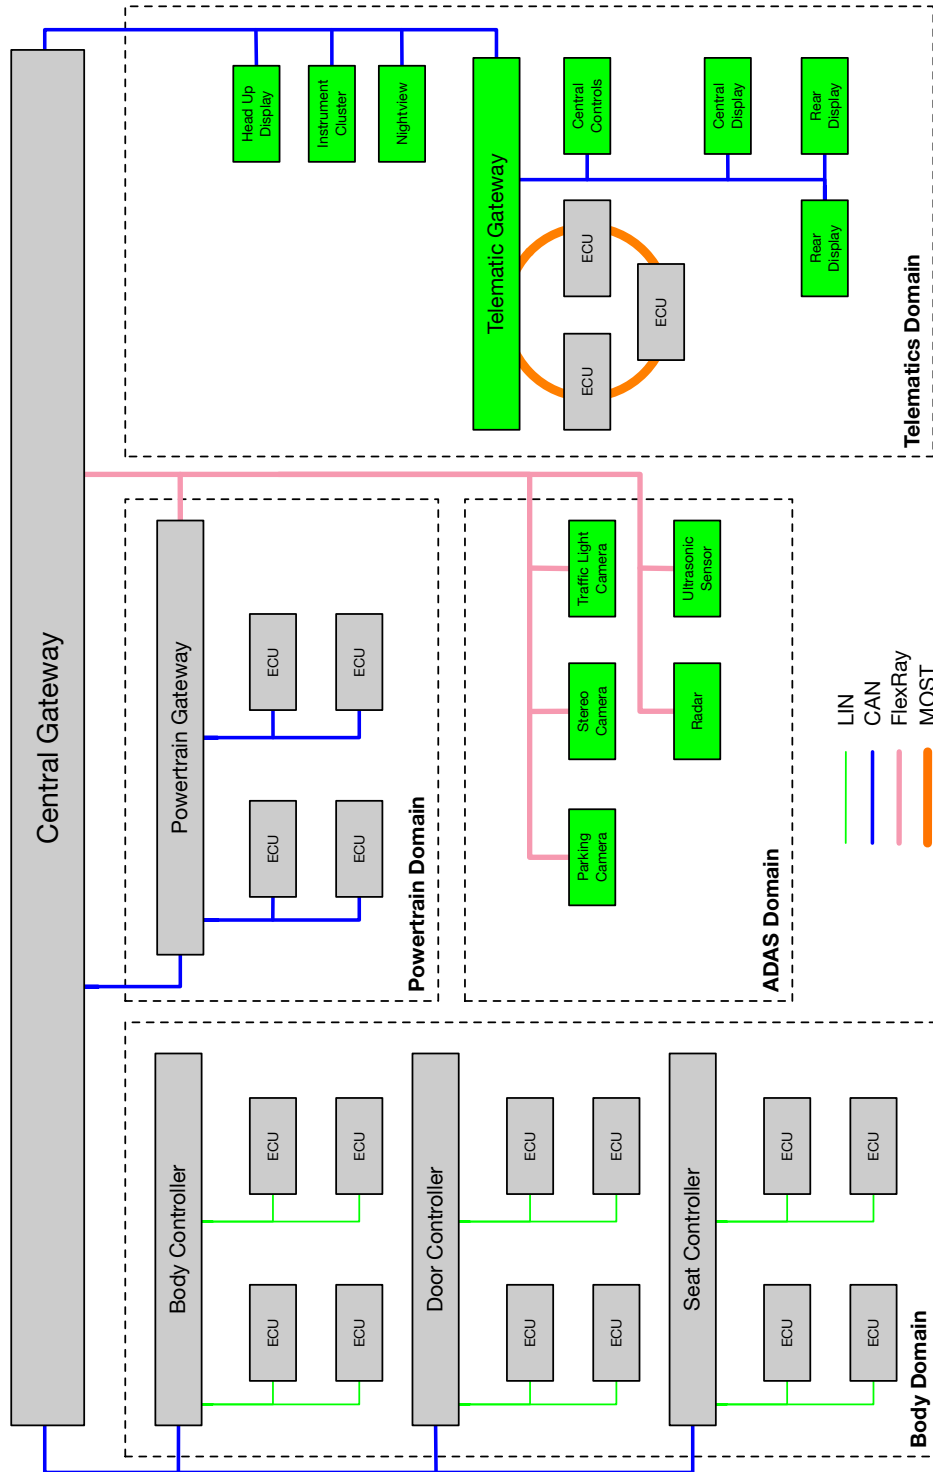 Central Gateway
Body Controller
ECU
ECU
ECU
ECU
Door Controller
ECU
ECU
ECU
ECU
Seat Controller
ECU
ECU
ECU
ECU
Body Domain
Powertrain Gateway
ECU
ECU
ECU
ECU
Powertrain Domain
Parking
Camera
Stereo
Camera
Traffic Light
Camera
Radar
Ultrasonic
Sensor
ADAS Domain
Head Up
Display
Instrument
Cluster
Nightview
Telematic Gateway
ECU
ECU
ECU
Central
Controls
Central
Display
Rear
Display
Rear
Display
Telematics Domain
LIN
CAN
FlexRay
MOST